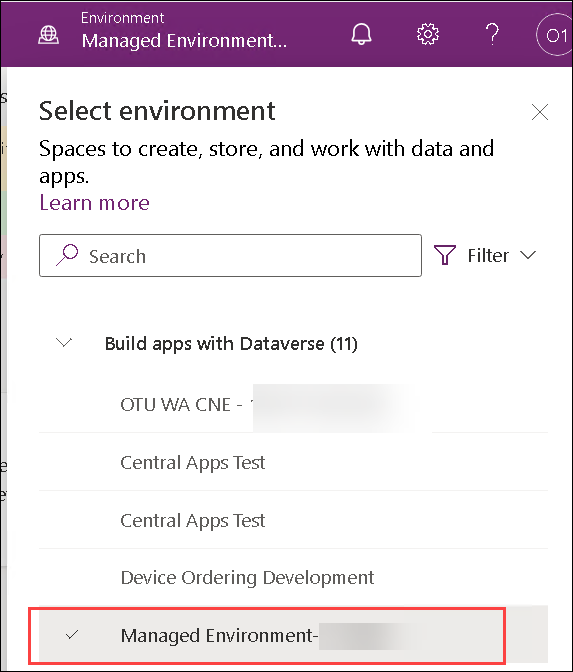 Environment
Managed Environment...
O1
Select environment
Spaces to create, store, and work with data and
apps.
Learn more
Search
Filter
Build apps with Dataverse (11)
OTU WA CNE -
Central Apps Test
Central Apps Test
Device Ordering Development
Managed Environment-